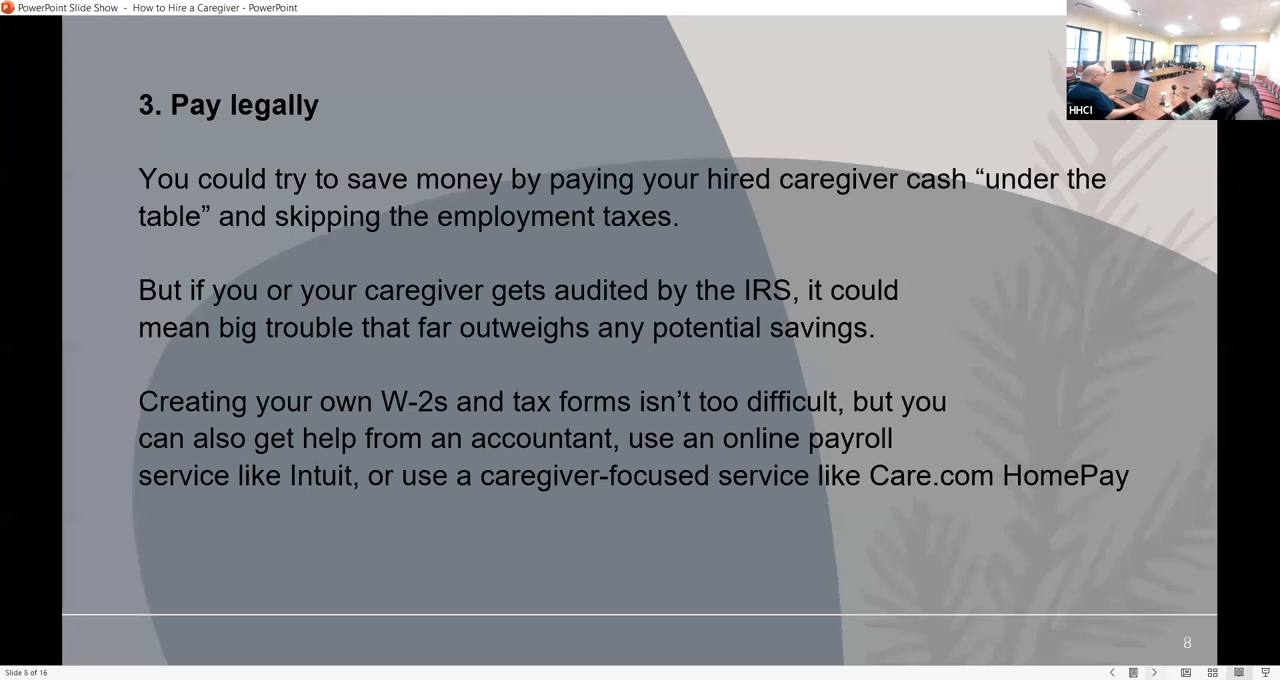 PowerPoint Slide Show - How to Hire a Caregiver - PowerPoint
HHCI
3. Pay legally
You could try to save money by paying your hired caregiver cash “under the
table” and skipping the employment taxes.
But if you or your caregiver gets audited by the IRS, it could
mean big trouble that far outweighs any potential savings.
Creating your own W-2s and tax forms isn’t too difficult, but you
can also get help from an accountant, use an online payroll
service like Intuit, or use a caregiver-focused service like Care.com HomePay
8
Slide 8 of 16